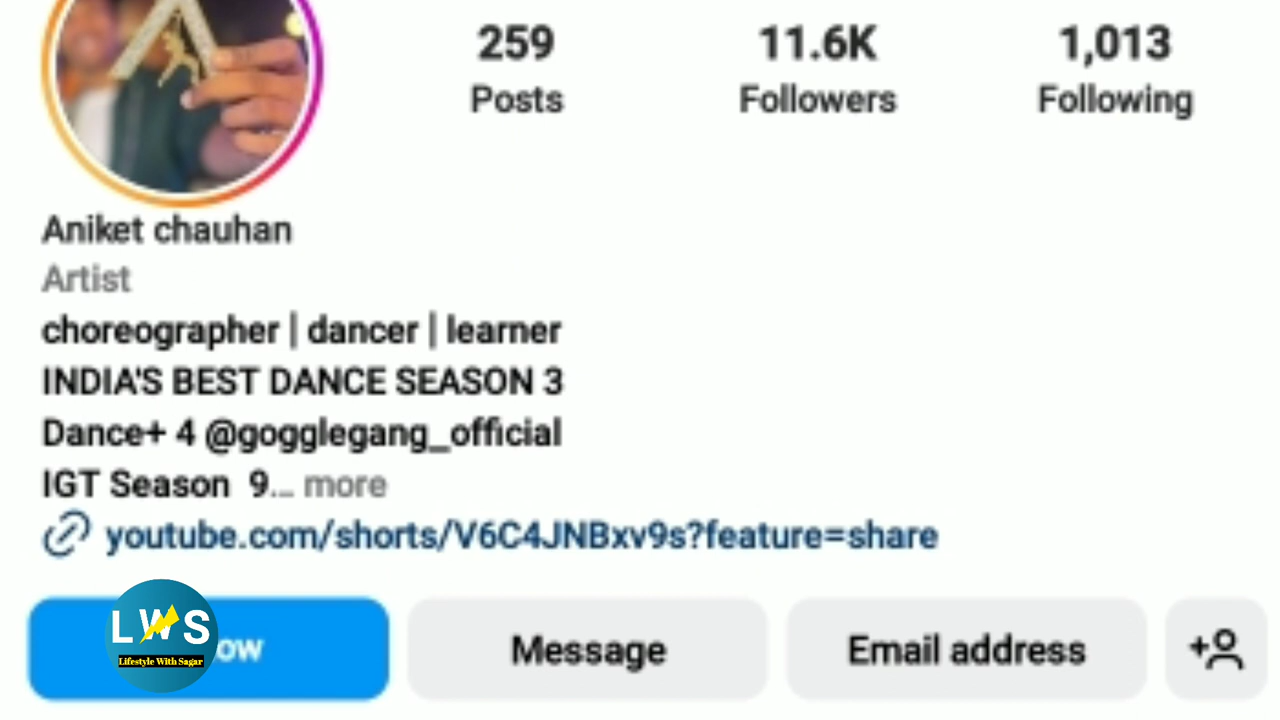 259 11.6K 1,013
Posts Followers Following
Aniket chauhan
Artist
choreographer | dancer | learner
INDIA'S BEST DANCE SEASON 3
Dance+ 4 @gogglegang_official
IGT Season 9... more
youtube.com/shorts/V6C4JNBxv9s?feature=share
LWS
Lifestyle With Sagar
ow Message Email address